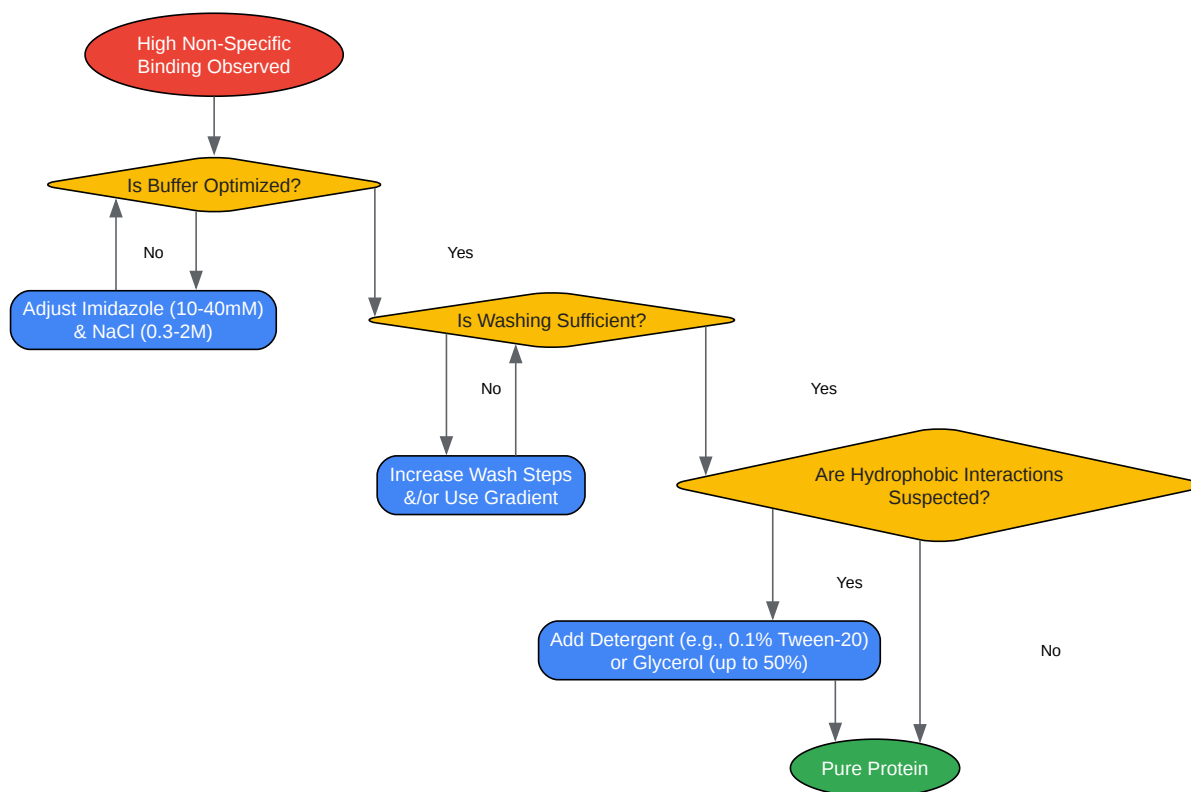 High Non-Specific
Binding Observed
Is Buffer Optimized?
No
Yes
Adjust Imidazole (10-40mM)
& NaCl (0.3-2M)
Is Washing Sufficient?
No
Yes
Increase Wash Steps
&/or Use Gradient
Are Hydrophobic Interactions
Suspected?
Yes
No
Add Detergent (e.g., 0.1% Tween-20)
or Glycerol (up to 50%)
Pure Protein